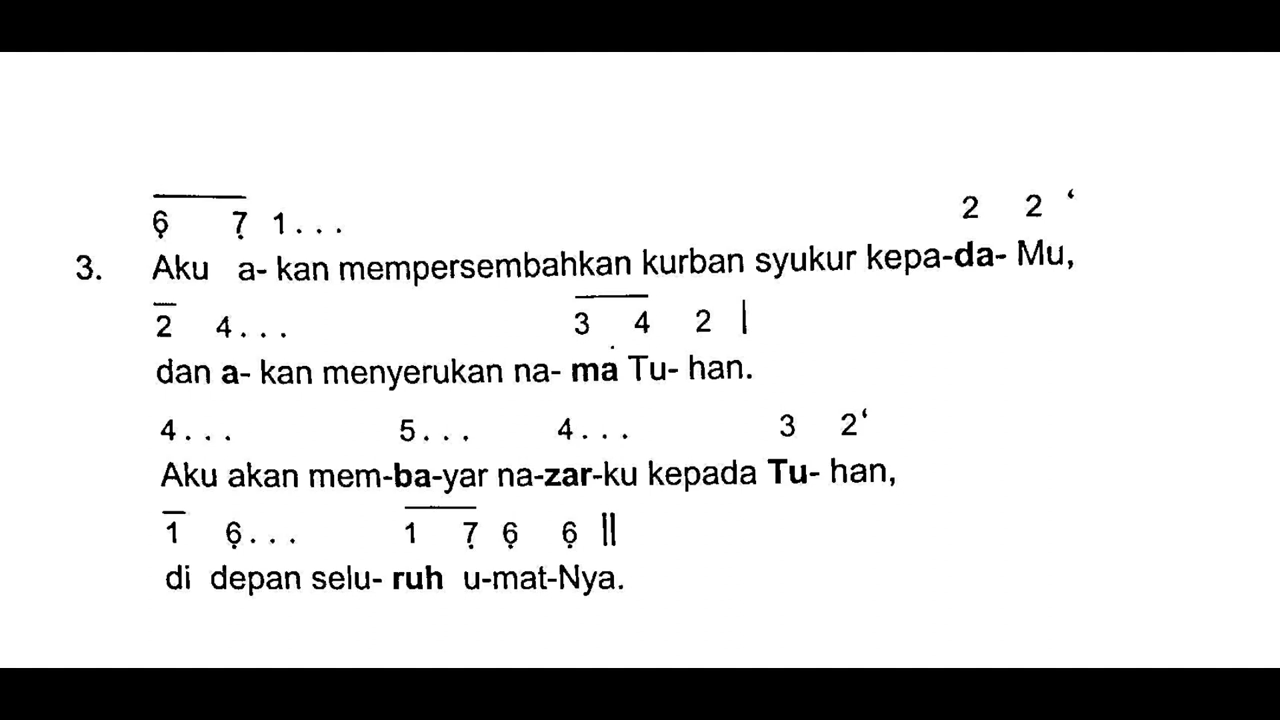 6̣ 7̣ 1 . . . 2 2 ‘
3. Aku a- kan mempersembahkan kurban syukur kepa-da- Mu,
2 4 . . . 3 4 2 |
dan a- kan menyerukan na- ma Tu- han.
4 . . . 5 . . . 4 . . . 3 2 ‘
Aku akan mem-ba-yar na-zar-ku kepada Tu- han,
1 6̣ . . . 1 7̣ 6̣ 6̣ ||
di depan selu- ruh u-mat-Nya.